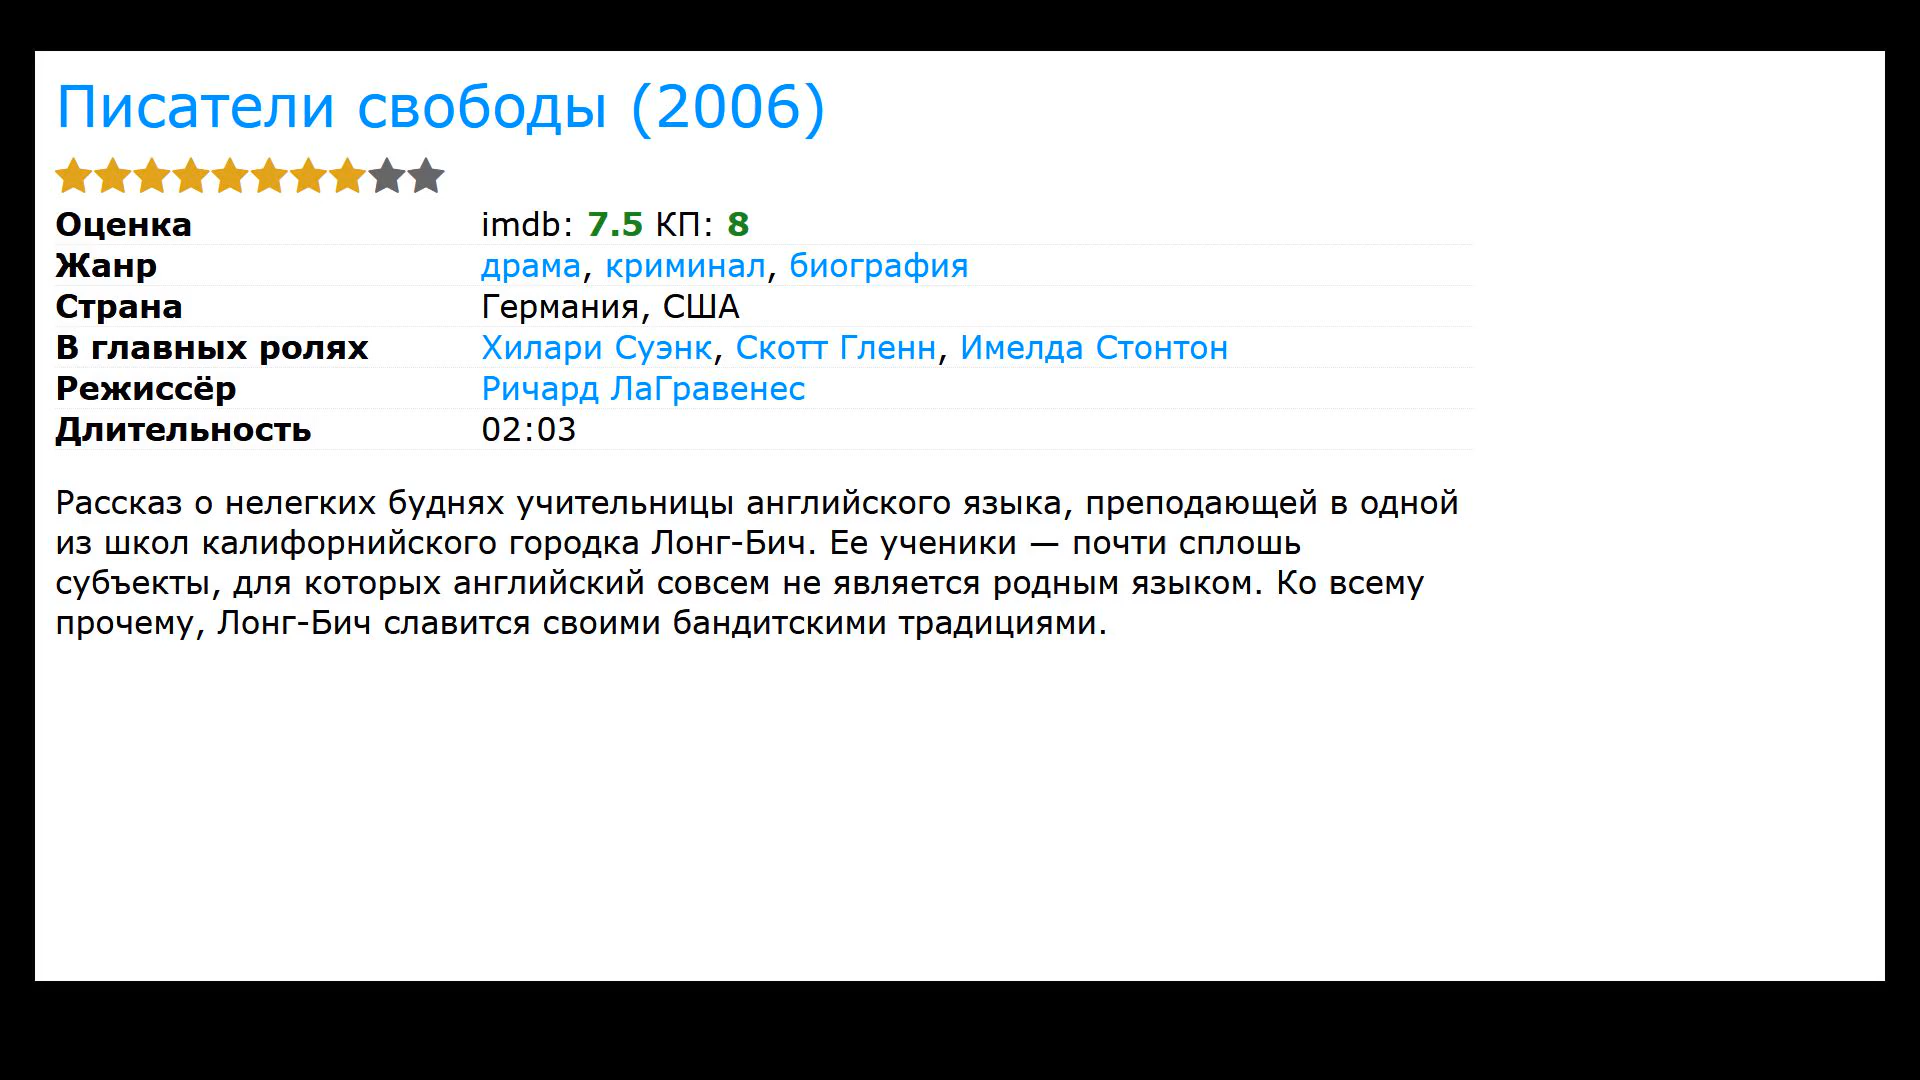 Писатели свободы (2006)
Оценка imdb: 7.5 КП: 8
Жанр драма, криминал, биография
Страна Германия, США
В главных ролях Хилари Суэнк, Скотт Гленн, Имелда Стонтон
Режиссёр Ричард ЛаГравенес
Длительность 02:03
Рассказ о нелегких буднях учительницы английского языка, преподающей в одной
из школ калифорнийского городка Лонг-Бич. Ее ученики — почти сплошь
субъекты, для которых английский совсем не является родным языком. Ко всему
прочему, Лонг-Бич славится своими бандитскими традициями.